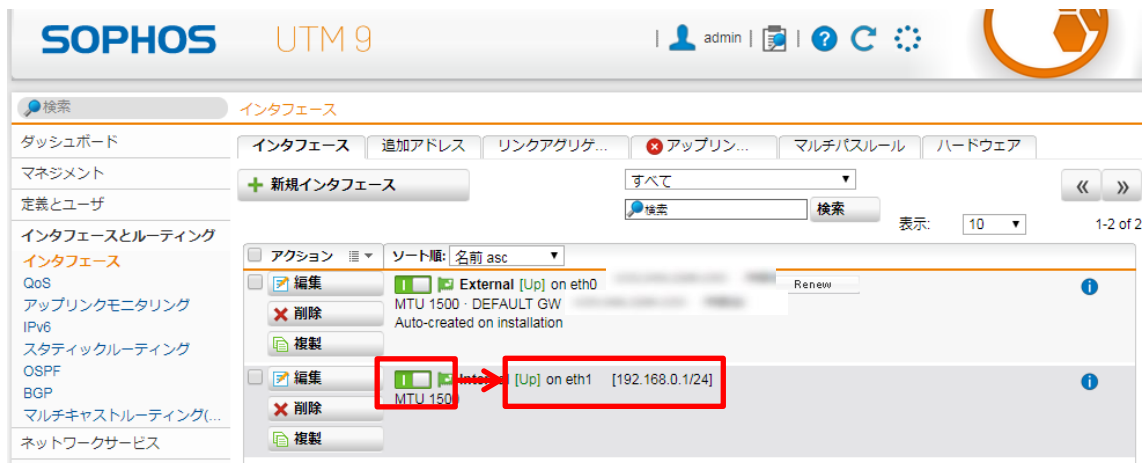 SOPHOS UTM 9
admin
検索
インタフェース
ダッシュボード
マネジメント
定義とユーザ
インタフェースとルーティング
インタフェース
QoS
アップリンクモニタリング
IPv6
スタティックルーティング
OSPF
BGP
マルチキャストルーティング(...
ネットワークサービス
インタフェース 追加アドレス リンクアグリゲ... アップリン... マルチパスルール ハードウェア
新規インタフェース
すべて
検索 検索
表示: 10
1-2 of 2
アクション ソート順: 名前 asc
編集
削除
複製
External [Up] on eth0 Renew
MTU 1500 · DEFAULT GW
Auto-created on installation
編集
削除
複製
[Up] on eth1 [192.168.0.1/24]
MTU 1500